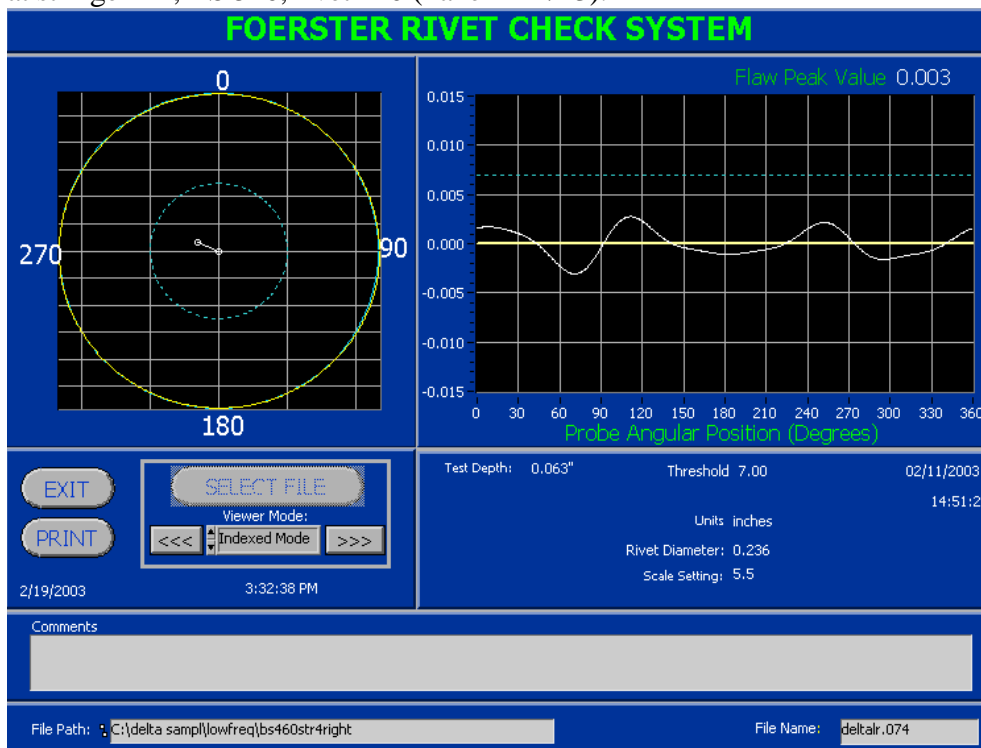 FOERSTER RIVET CHECK SYSTEM
0
270
90
180
Flaw Peak Value 0.003
0.015
0.010
0.005
0.000
-0.005
-0.010
-0.015
0 30 60 90 120 150 180 210 240 270 300 330 360
Probe Angular Position (Degrees)
EXIT
PRINT
SELECT FILE
Viewer Mode:
<<< Indexed Mode >>>
2/19/2003 3:32:38 PM
Test Depth: 0.063" Threshold 7.00 02/11/2003
14:51:2
Units inches
Rivet Diameter: 0.236
Scale Setting: 5.5
Comments
File Path: C:\delta sampl\lowfreq\bs460str4right
File Name: deltalr.074